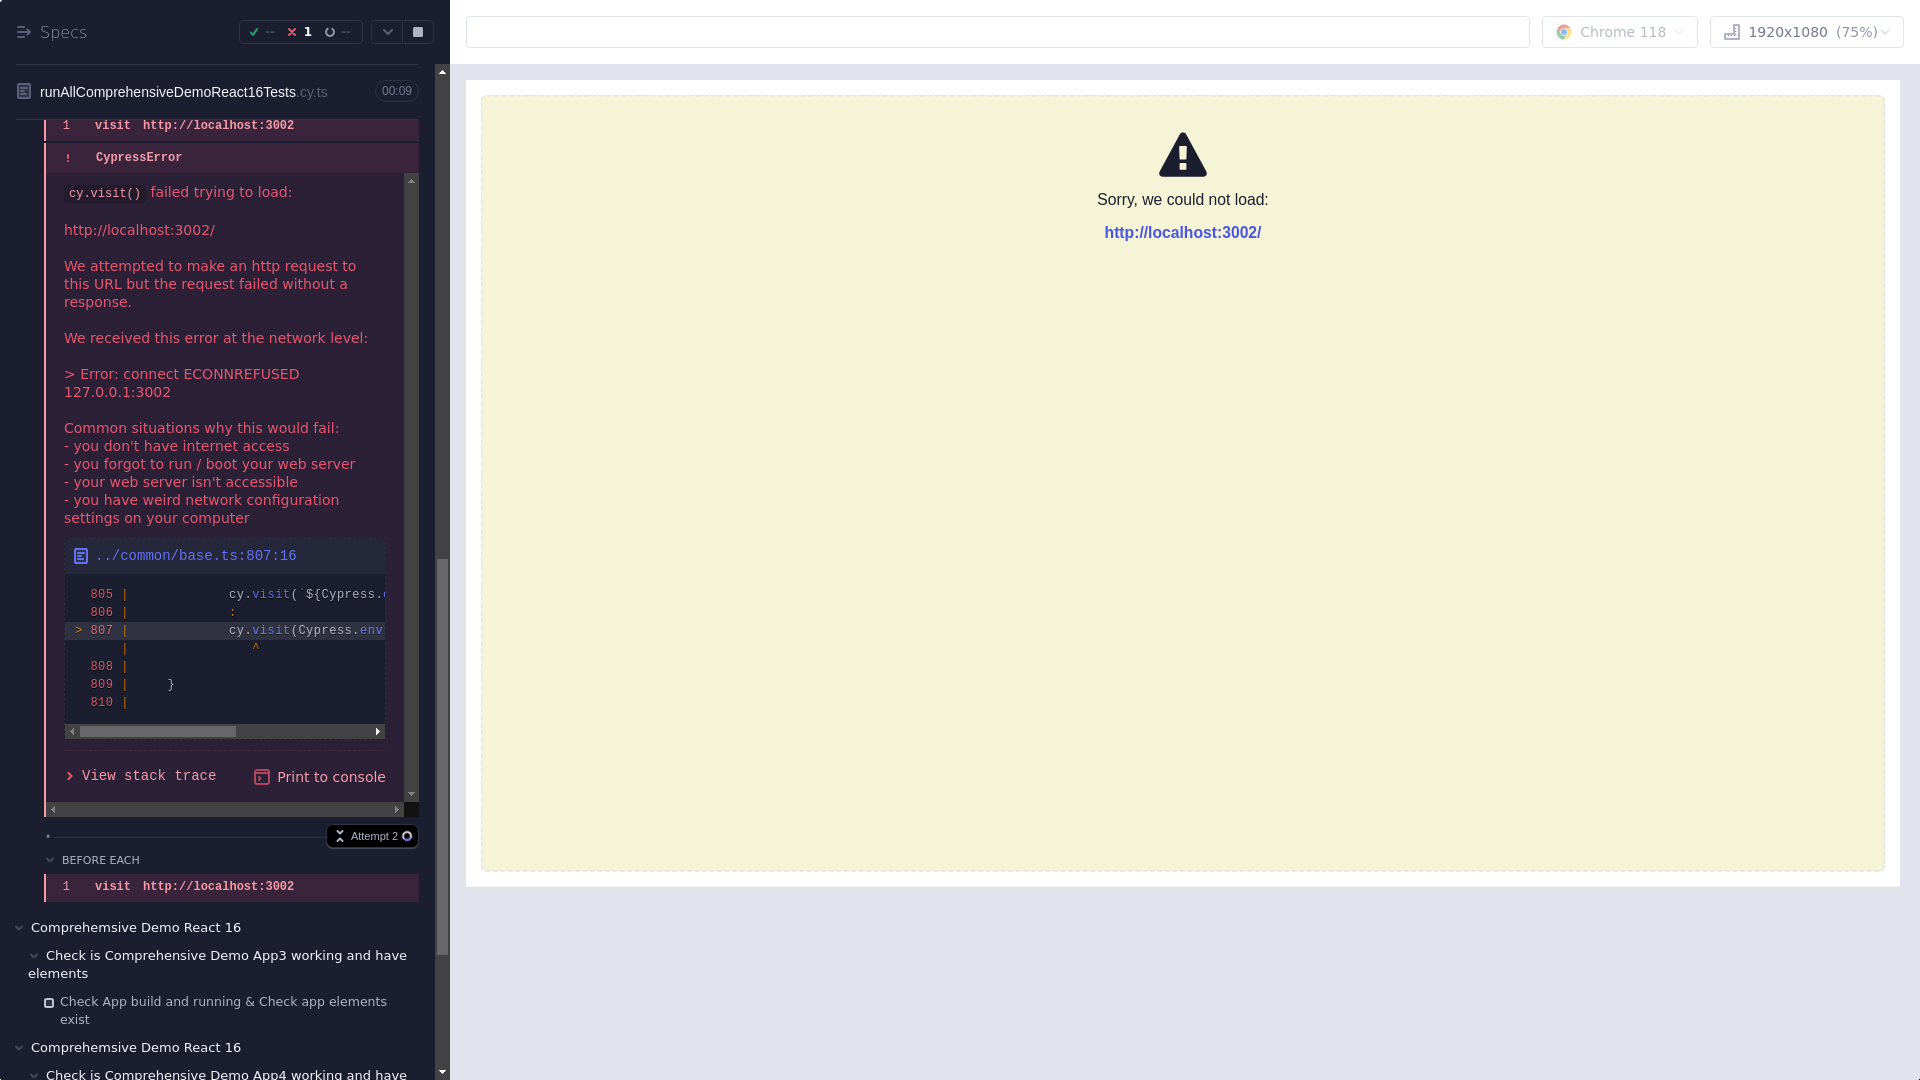 Specs
--
1
--
runAllComprehensiveDemoReact16Tests.cy.ts
00:09
1 visit http://localhost:3002
! CypressError
cy.visit() failed trying to load:
http://localhost:3002/
We attempted to make an http request to
this URL but the request failed without a
response.
We received this error at the network level:
> Error: connect ECONNREFUSED
127.0.0.1:3002
Common situations why this would fail:
- you don't have internet access
- you forgot to run / boot your web server
- your web server isn't accessible
- you have weird network configuration
settings on your computer
../common/base.ts:807:16
805 | cy.visit(`${Cypress.
806 | :
> 807 | cy.visit(Cypress.env
| ^
808 |
809 | }
810 |
View stack trace
Print to console
Attempt 2
BEFORE EACH
1 visit http://localhost:3002
Comprehemsive Demo React 16
Check is Comprehensive Demo App3 working and have
elements
Check App build and running & Check app elements
exist
Comprehemsive Demo React 16
Check is Comprehensive Demo App4 working and have
Chrome 118
1920x1080 (75%)
Sorry, we could not load:
http://localhost:3002/